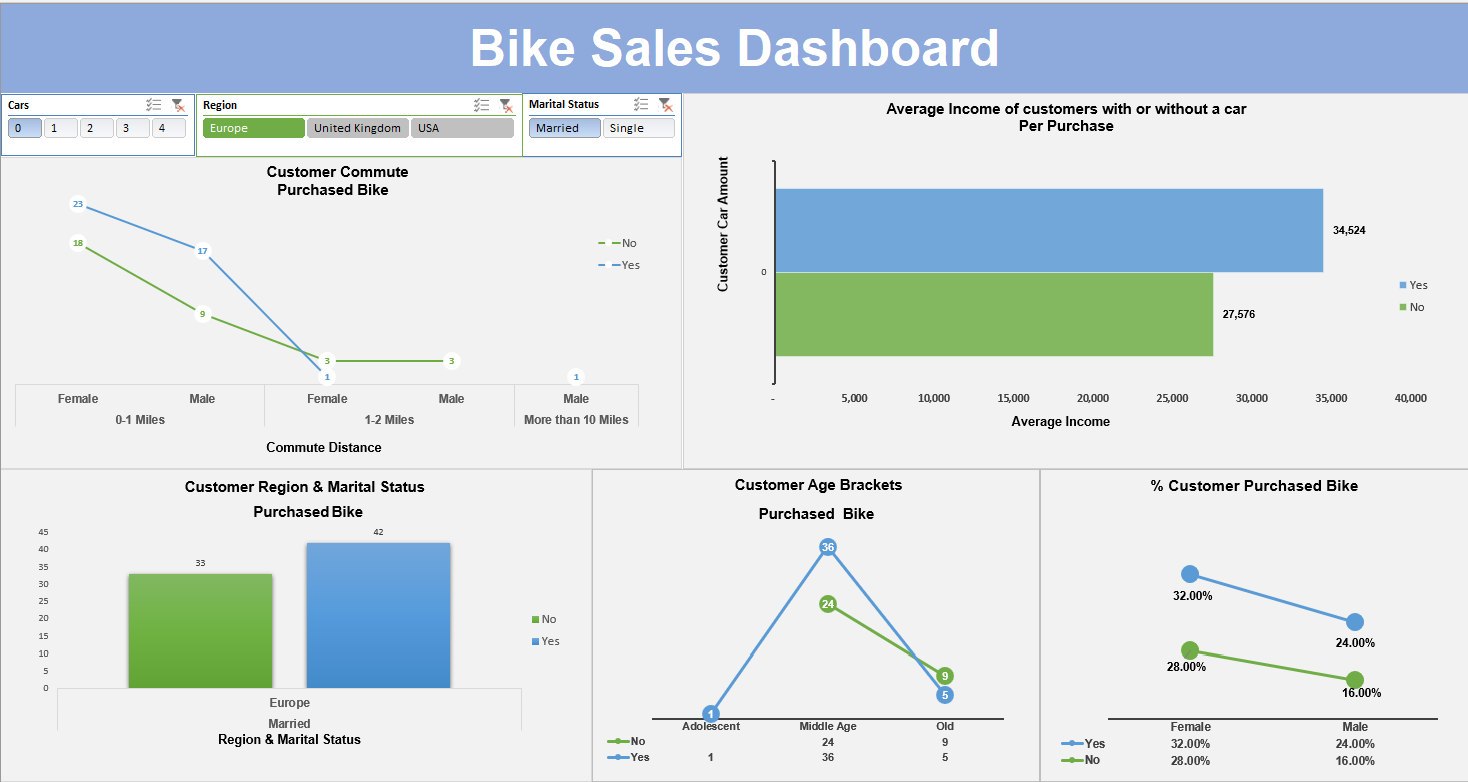 Bike Sales Dashboard
Cars
0 1 2 3 4
Region
Europe United Kingdom USA
Marital Status
Married Single
Customer Commute
Purchased Bike
23
18
17
9
3
1
3
1
No
Yes
Female Male Female Male Male
0-1 Miles 1-2 Miles More than 10 Miles
Commute Distance
Average Income of customers with or without a car
Per Purchase
Customer Car Amount
0
34,524
27,576
Yes
No
- 5,000 10,000 15,000 20,000 25,000 30,000 35,000 40,000
Average Income
Customer Region & Marital Status
Purchased Bike
45
40
35
30
25
20
15
10
5
0
33
42
No
Yes
Europe
Married
Region & Marital Status
Customer Age Brackets
Purchased Bike
36
24
9
5
1
Adolescent Middle Age Old
No 24 9
Yes 1 36 5
% Customer Purchased Bike
32.00%
24.00%
28.00%
16.00%
Female Male
Yes 32.00% 24.00%
No 28.00% 16.00%